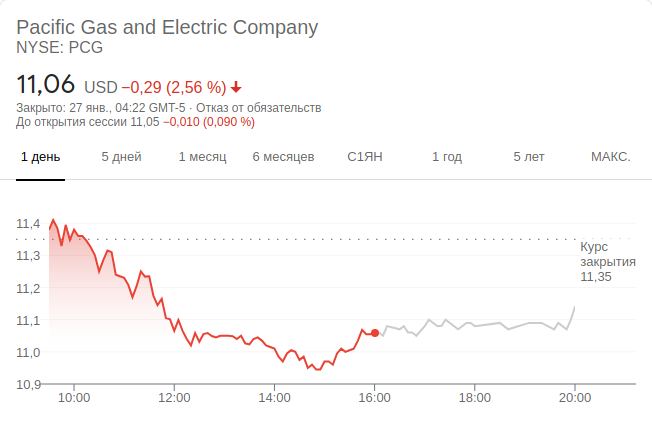 Pacific Gas and Electric Company
NYSE: PCG
11,06 USD −0,29 (2,56 %)
Закрыто: 27 янв., 04:22 GMT-5 · Отказ от обязательств
До открытия сессии 11,05 −0,010 (0,090 %)
1 день 5 дней 1 месяц 6 месяцев С1ЯН 1 год 5 лет МАКС.
11,4
Курс
закрытия
11,35
11,3
11,2
11,1
11,0
10,9
10:00 12:00 14:00 16:00 18:00 20:00